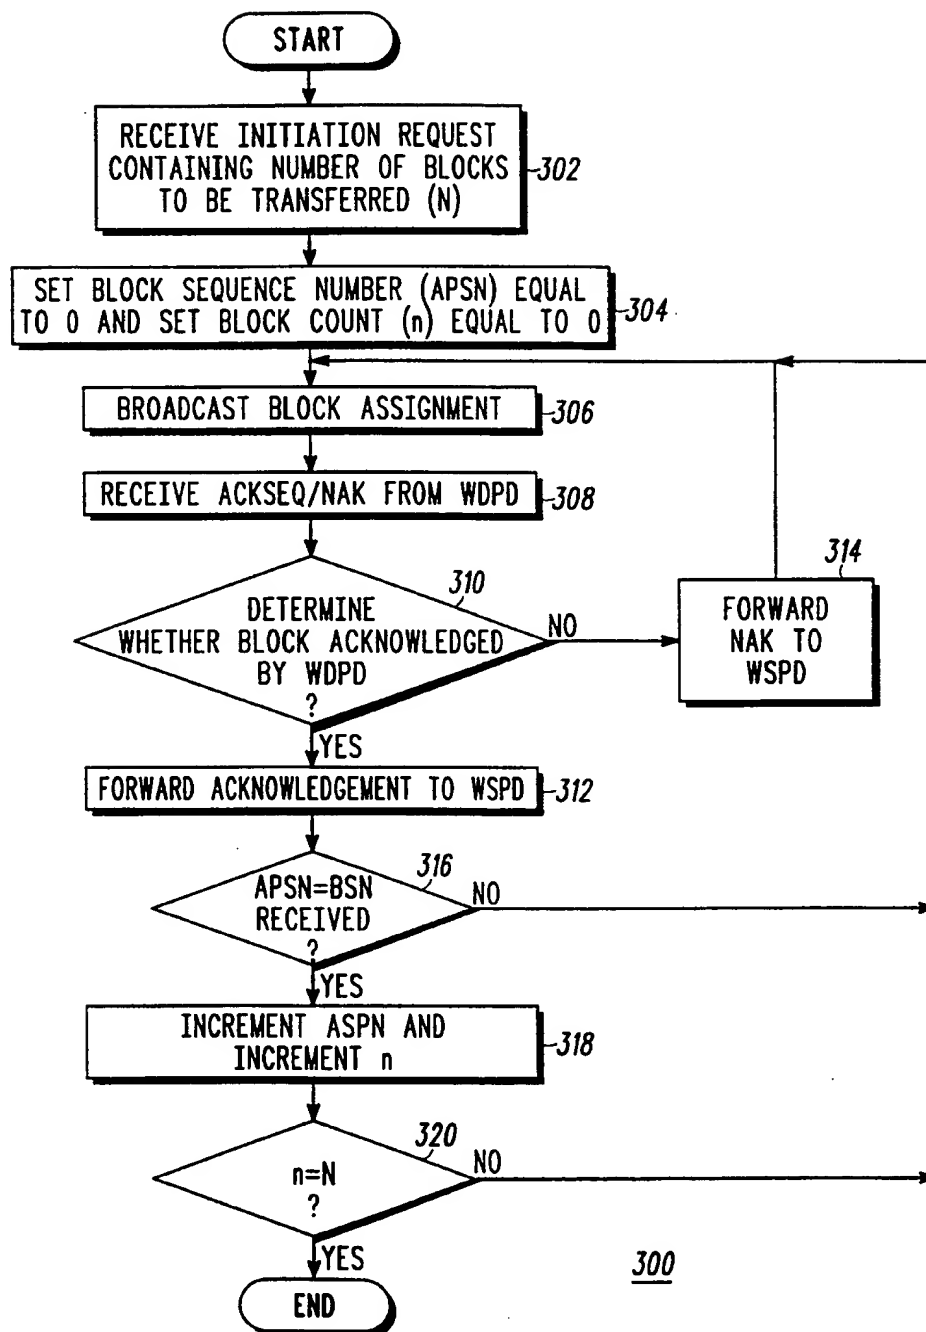 START
RECEIVE INITIATION REQUEST
CONTAINING NUMBER OF BLOCKS
TO BE TRANSFERRED (N)
302
SET BLOCK SEQUENCE NUMBER (APSN) EQUAL
TO 0 AND SET BLOCK COUNT (n) EQUAL TO 0
304
BROADCAST BLOCK ASSIGNMENT
306
RECEIVE ACKSEQ/NAK FROM WDPD
308
310
DETERMINE
WHETHER BLOCK ACKNOWLEDGED
BY WDPD
?
NO
314
FORWARD
NAK TO
WSPD
YES
FORWARD ACKNOWLEDGEMENT TO WSPD
312
316
APSN=BSN
RECEIVED
?
NO
YES
INCREMENT ASPN AND
INCREMENT n
318
320
n=N
?
NO
YES
300
END